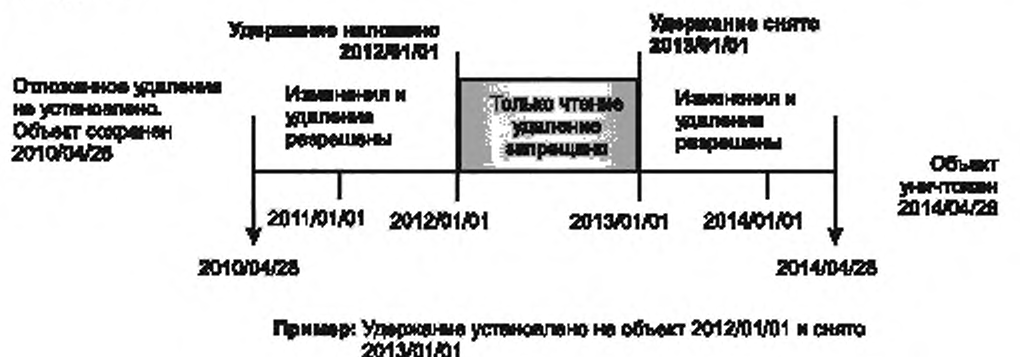 Удержание наложено
2012/01/01
Удержание снято
2013/01/01
Отложенное удаление
не установлено.
Объект сохранен
2010/04/28
Изменения и
удаления
разрешены
Только чтение
удаление
запрещено
Изменения и
удаления
разрешены
Объект
уничтожен
2014/04/28
2011/01/01
2012/01/01
2013/01/01
2014/01/01
2010/04/28
2014/04/28
Пример: Удержание установлено на объект 2012/01/01 и снято
2013/01/01